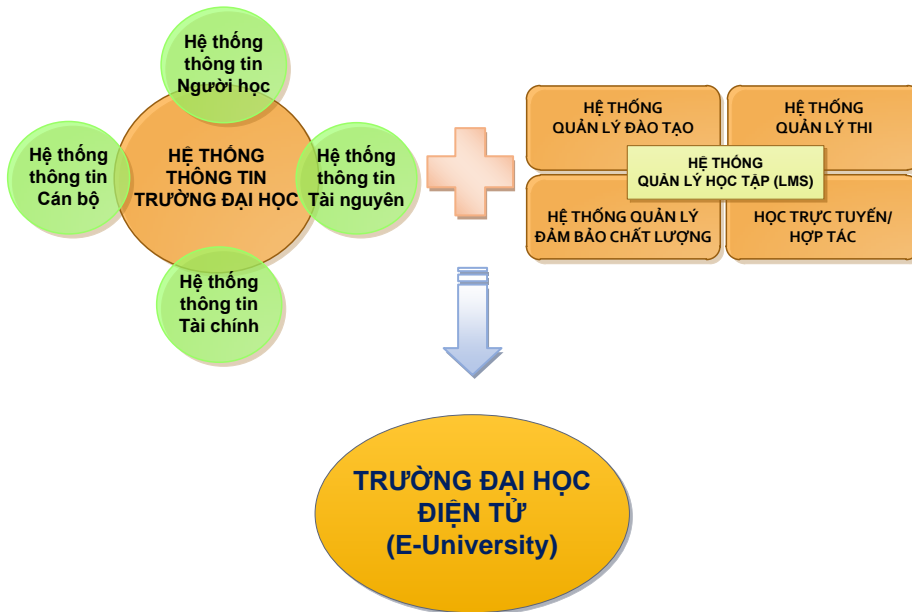 Hệ thống
thông tin
Người học
Hệ thống
thông tin
Cán bộ
HỆ THỐNG
THÔNG TIN
TRƯỜNG ĐẠI HỌC
Hệ thống
thông tin
Tài nguyên
Hệ thống
thông tin
Tài chính
HỆ THỐNG
QUẢN LÝ ĐÀO TẠO
HỆ THỐNG
QUẢN LÝ THI
HỆ THỐNG
QUẢN LÝ HỌC TẬP (LMS)
HỆ THỐNG QUẢN LÝ
ĐẢM BẢO CHẤT LƯỢNG
HỌC TRỰC TUYẾN/
HỢP TÁC
TRƯỜNG ĐẠI HỌC
ĐIỆN TỬ
(E-University)